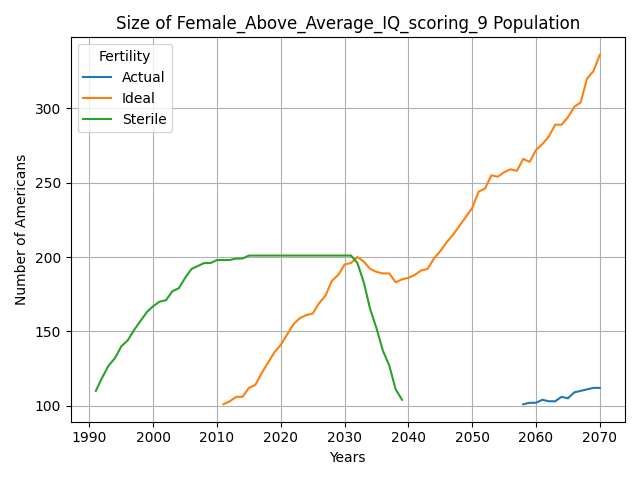 Size of Female_Above_Average_IQ_scoring_9 Population
Fertility
Actual
Ideal
Sterile
Number of Americans
300
250
200
150
100
1990 2000 2010 2020 2030 2040 2050 2060 2070
Years